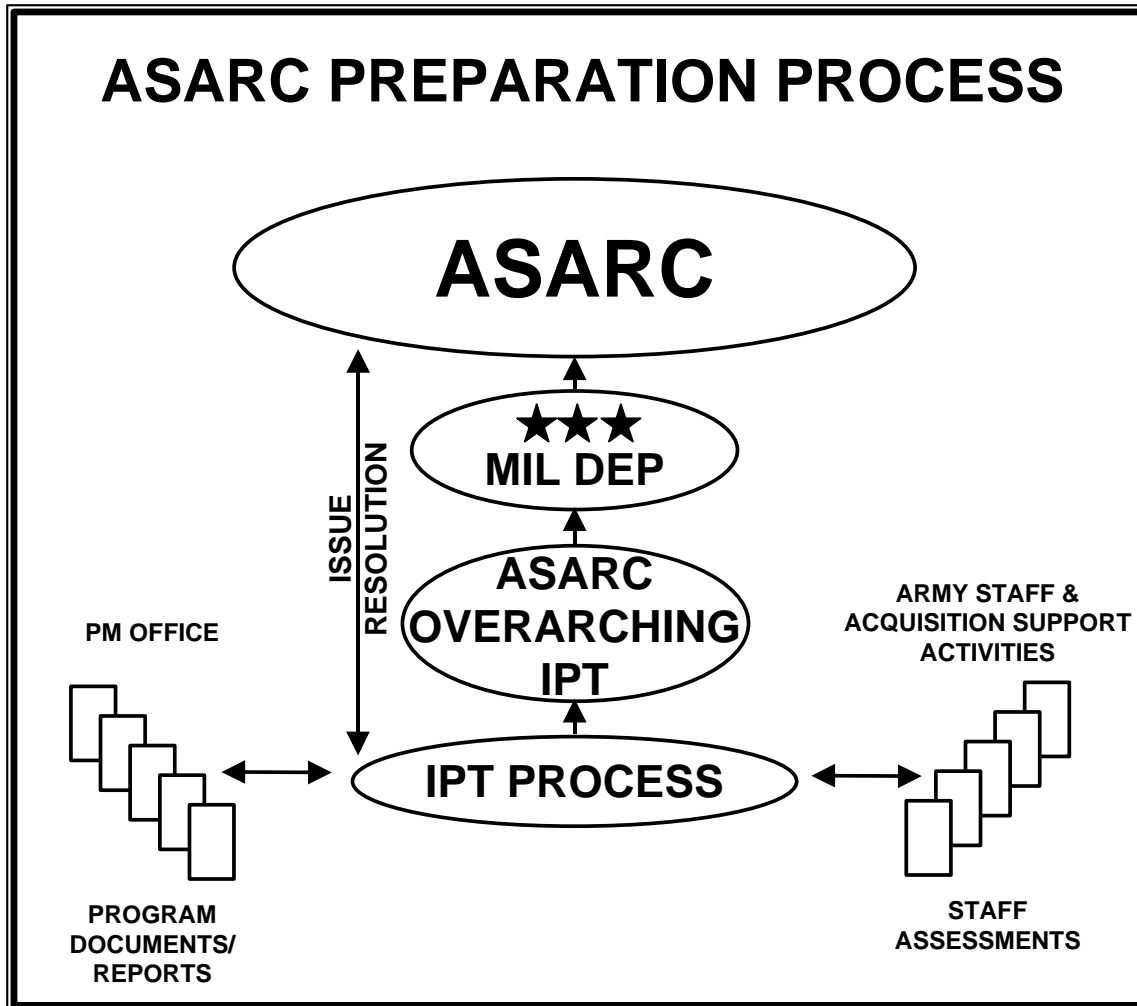 ASARC PREPARATION PROCESS
ASARC
MIL DEP
ISSUE
RESOLUTION
ASARC
OVERARCHING
IPT
PM OFFICE
ARMY STAFF &
ACQUISITION SUPPORT
ACTIVITIES
IPT PROCESS
PROGRAM
DOCUMENTS/
REPORTS
STAFF
ASSESSMENTS